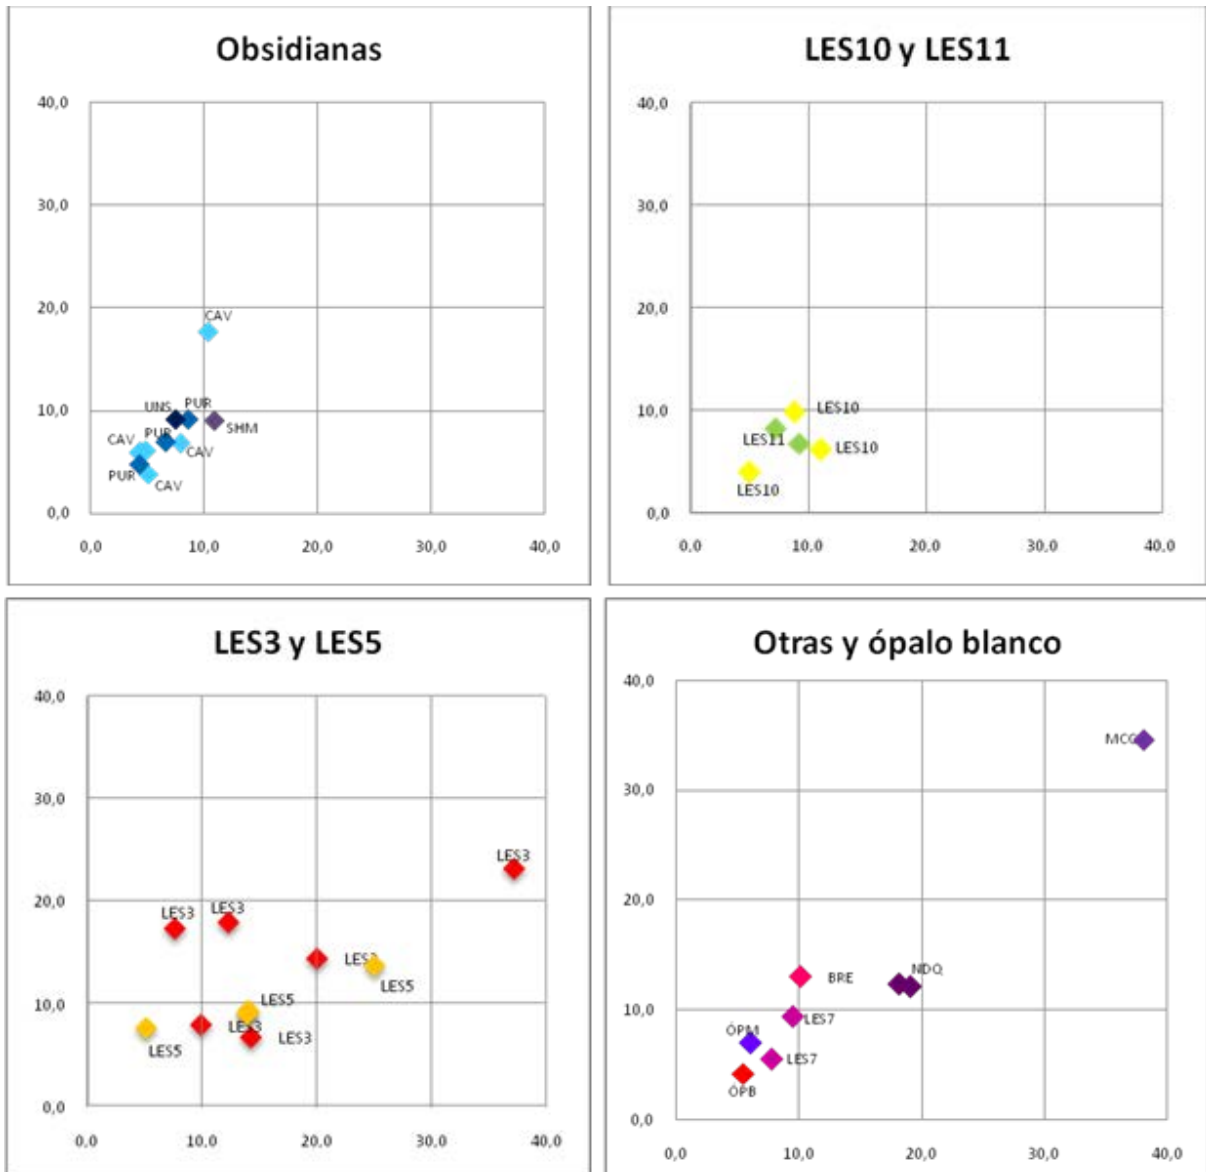 Obsidianas
40,0
30,0
20,0
CAV
10,0
UNS PUR
SHM
PUR
CAV
CAV
PUR
CAV
0,0
0,0 10,0 20,0 30,0 40,0
LES10 y LES11
40,0
30,0
20,0
10,0
LES10
LES11
LES10
LES10
0,0
0,0 10,0 20,0 30,0 40,0
LES3 y LES5
40,0
30,0
20,0
LES3
LES3 LES3
LES3
LES5
10,0
LES5
LES3
LES3
LES5
0,0
0,0 10,0 20,0 30,0 40,0
Otras y ópalo blanco
40,0
30,0
20,0
10,0
NDQ
BRE
LES7
ÓPM
LES7
ÓPB
0,0
0,0 10,0 20,0 30,0 40,0